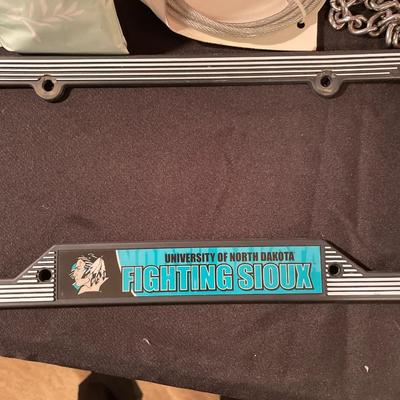 UNIVERSITY OF NORTH DAKOTA
FIGHTING SIOUX